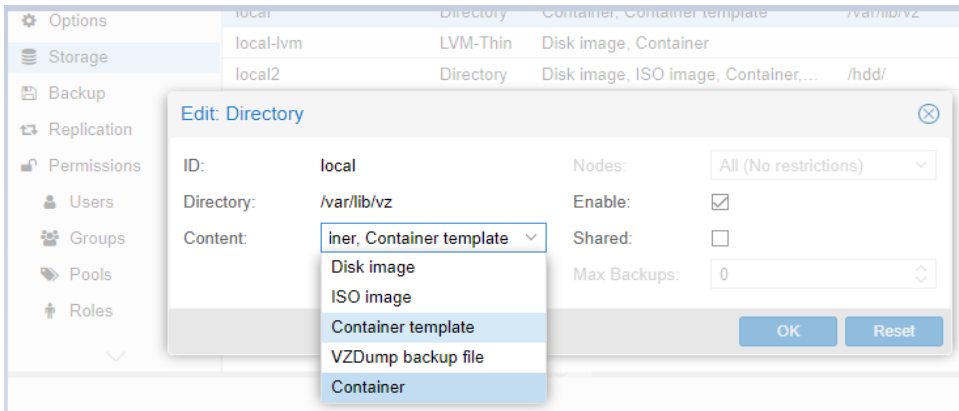 Options
Storage
Backup
Replication
Permissions
Users
Groups
Pools
Roles
local Directory Container, Container template /var/lib/vz
local-lvm LVM-Thin Disk image, Container
local2 Directory Disk image, ISO image, Container,... /hdd/
Edit: Directory
ID: local
Directory: /var/lib/vz
Content: iner, Container template
Disk image
ISO image
Container template
VZDump backup file
Container
Nodes: All (No restrictions)
Enable:
Shared:
Max Backups: 0
OK Reset